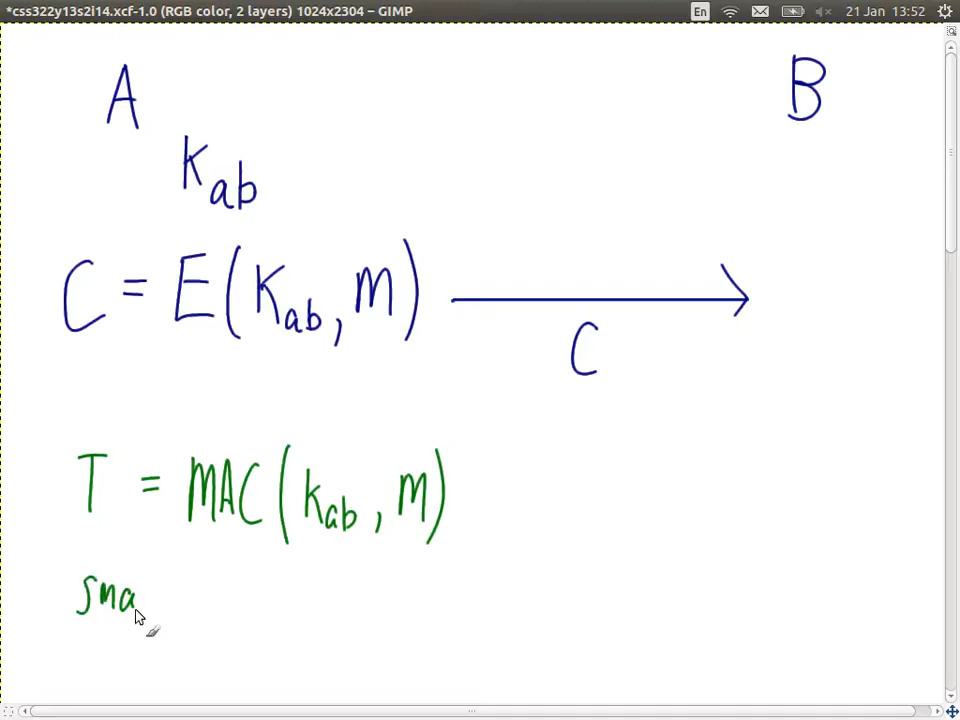 *css322y13s2i14.xcf-1.0 (RGB color, 2 layers) 1024x2304 – GIMP En 21 Jan 13:52
A B
Kab
C = E(Kab, M)
C
T = MAC(Kab, M)
sma